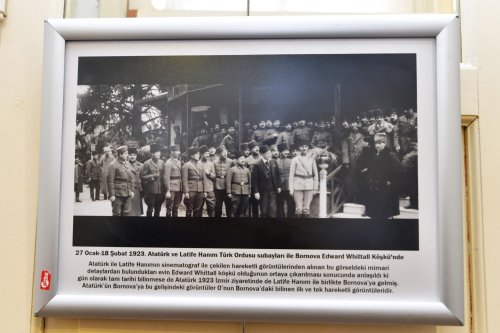 27 Ocak-18 Şubat 1923. Atatürk ve Latife Hanım Türk Ordusu subayları ile Bornova Edward Whittall Köşkü'nde
Atatürk ile Latife Hanımın sinematograf ile çekilen hareketli görüntülerinden alınan bu görseldeki mimari
detaylardan bulundukları evin Edward Whittall köşkü olduğunun ortaya çıkarılması sonucunda anlaşıldı ki
gün olarak tam tarihi bilinmese de Atatürk 1923 İzmir ziyaretinde de Latife Hanım ile birlikte Bornova'ya gelmiş.
Atatürk'ün Bornova'ya bu gelişindeki görüntüler O'nun Bornova'daki bilinen ilk ve tek hareketli görüntüleridir.